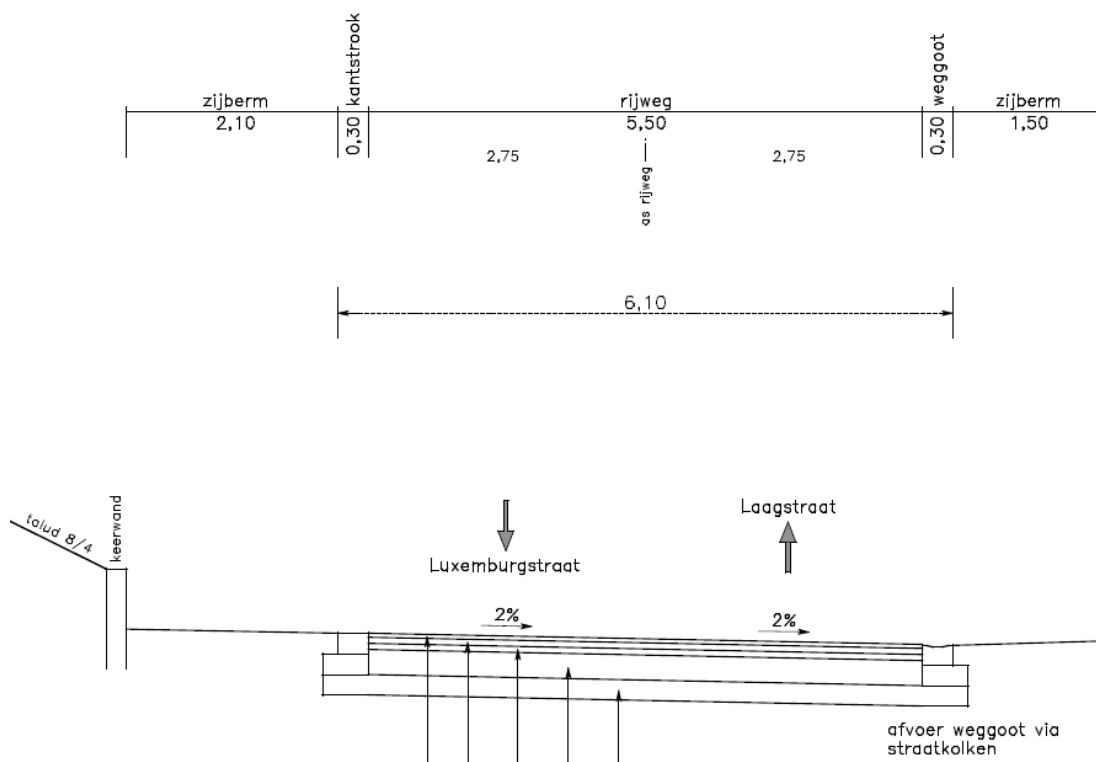 zijberm
2,10
0,30 kantstrook
rijweg
5,50
2,75
2,75
as rijweg
0,30 weggoot
zijberm
1,50
6,10
talud 8/4
keerwand
Luxemburgstraat
Laagstraat
2%
2%
afvoer weggoot via
straatkolken